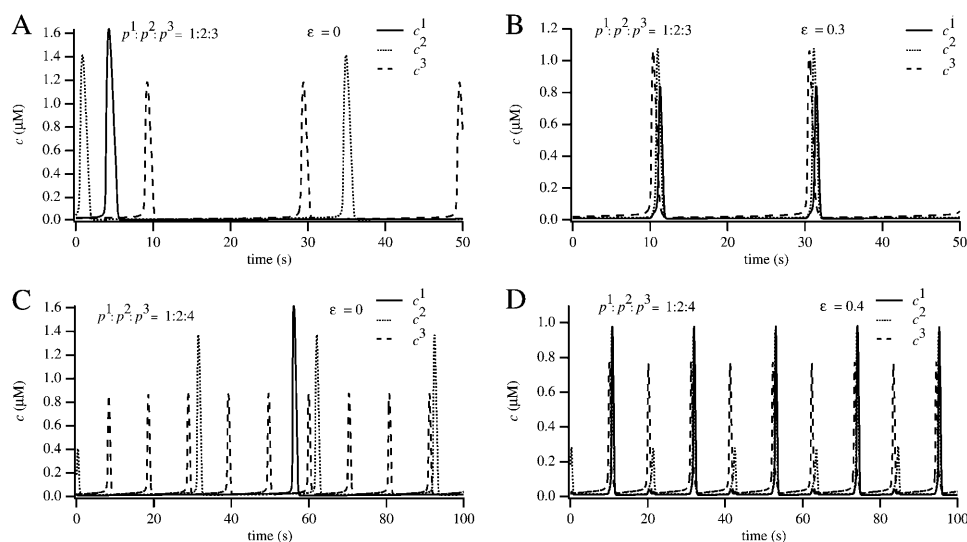 A
p1:p2:p3= 1:2:3
ε = 0
c1
c2
c3
1.6
1.4
1.2
1.0
0.8
0.6
0.4
0.2
0.0
c (µM)
0 10 20 30 40 50
time (s)
B
p1:p2:p3= 1:2:3
ε = 0.3
c1
c2
c3
1.2
1.0
0.8
0.6
0.4
0.2
0.0
c (µM)
0 10 20 30 40 50
time (s)
C
p1:p2:p3= 1:2:4
ε = 0
c1
c2
c3
1.6
1.4
1.2
1.0
0.8
0.6
0.4
0.2
0.0
c (µM)
0 20 40 60 80 100
time (s)
D
p1:p2:p3= 1:2:4
ε = 0.4
c1
c2
c3
1.0
0.8
0.6
0.4
0.2
0.0
c (µM)
0 20 40 60 80 100
time (s)